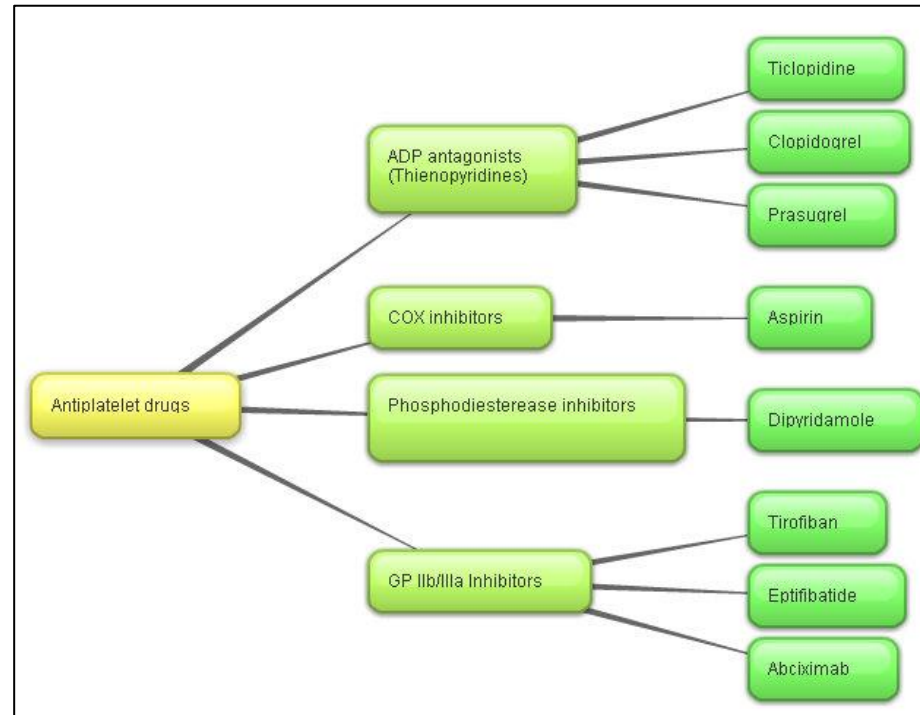 Antiplatelet drugs
ADP antagonists
(Thienopyridines)
Ticlopidine
Clopidogrel
Prasugrel
COX inhibitors
Aspirin
Phosphodiesterease inhibitors
Dipyridamole
GP IIb/IIIa Inhibitors
Tirofiban
Eptifibatide
Abciximab